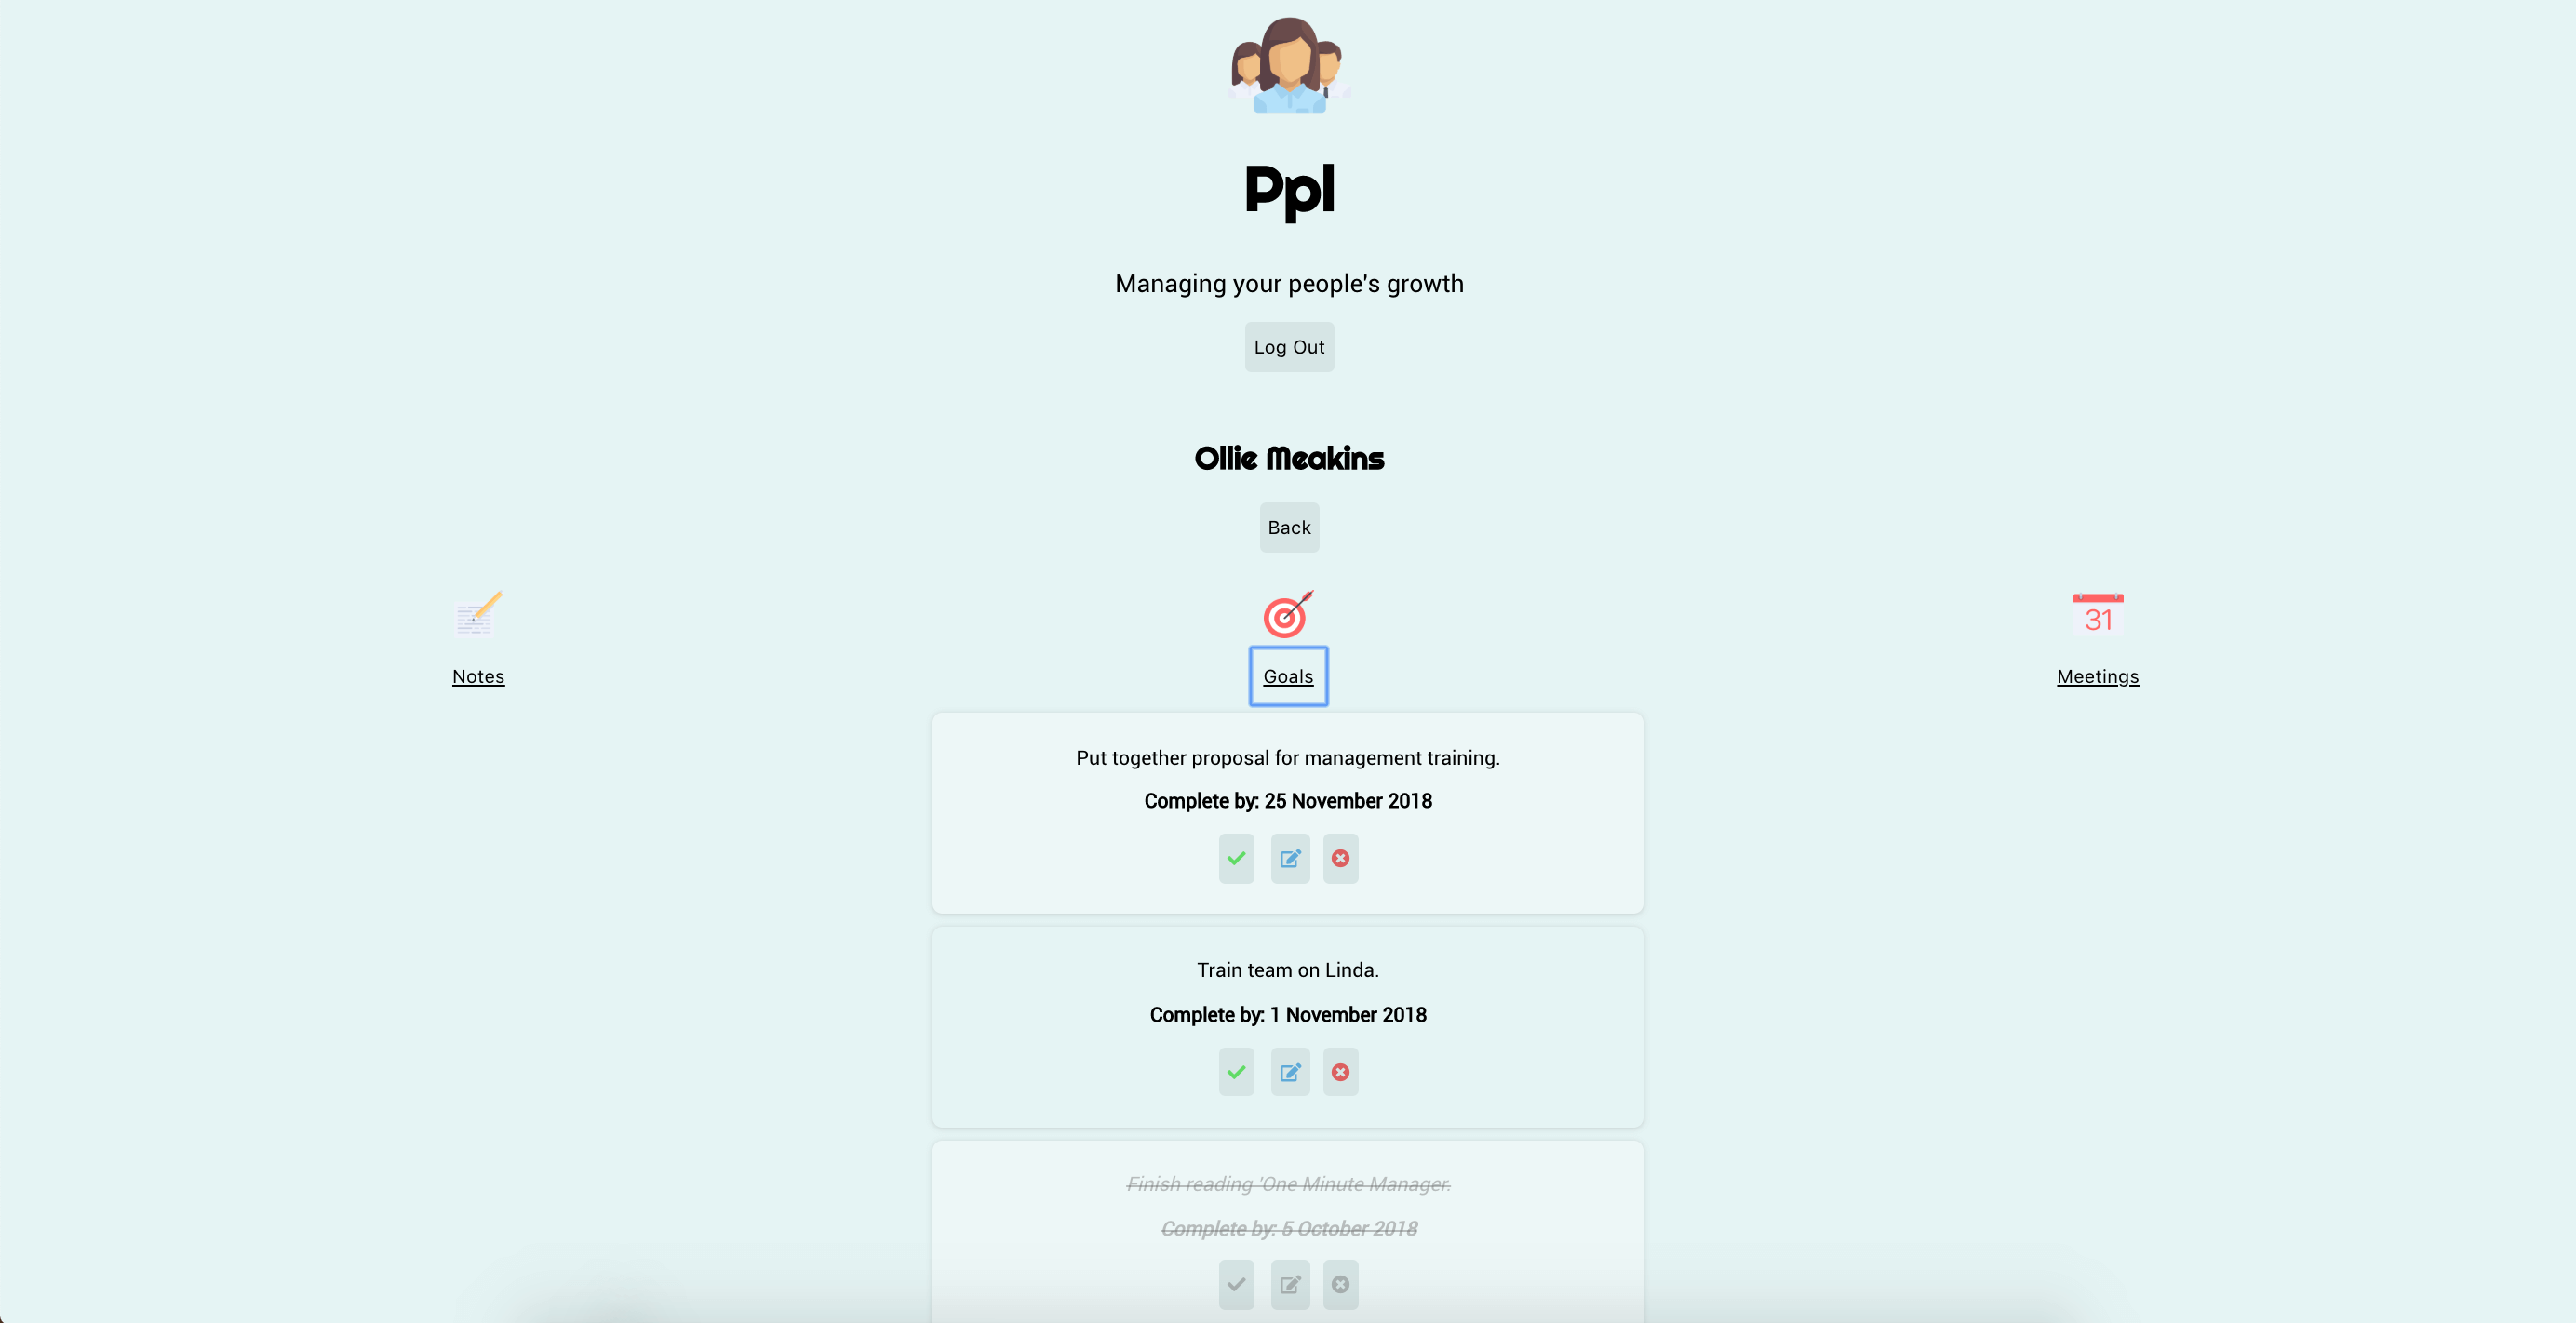 Ppl
Managing your people's growth
Log Out
Ollie Meakins
Back
31
Notes
Goals
Meetings
Put together proposal for management training.
Complete by: 25 November 2018
Train team on Linda.
Complete by: 1 November 2018
Finish reading 'One Minute Manager.
Complete by: 5 October 2018